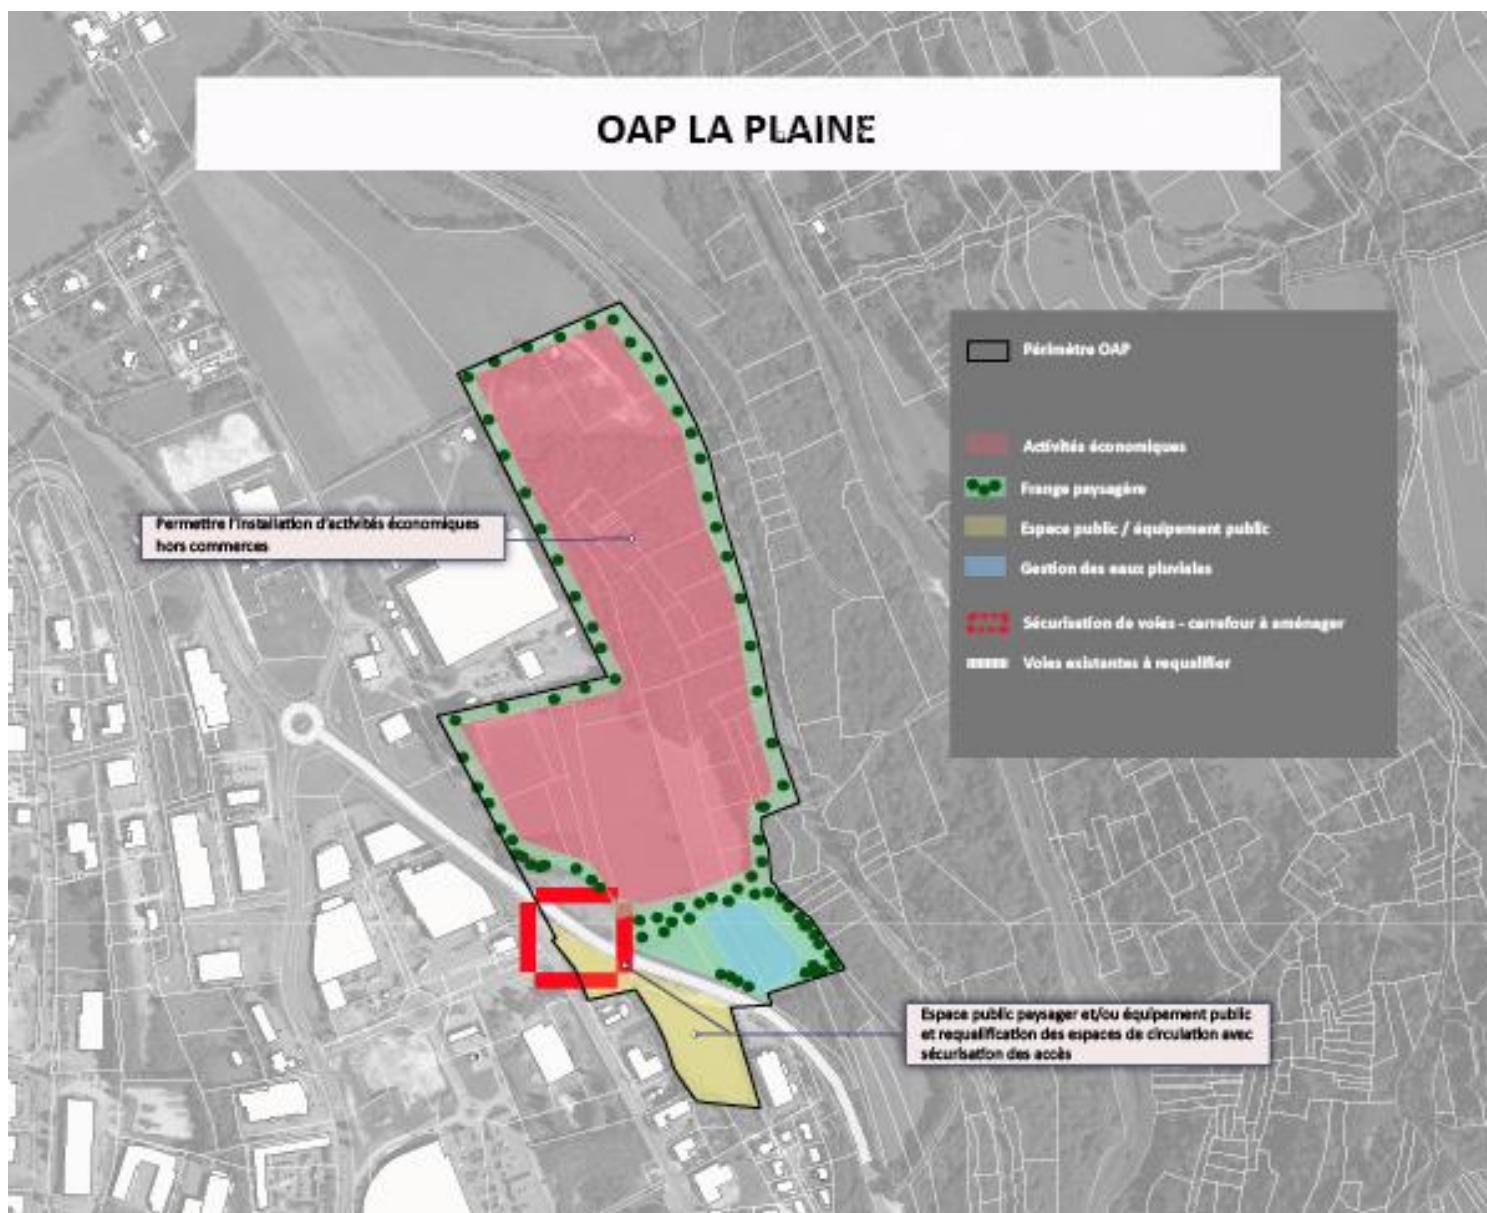 OAP LA PLAINE
Périmètre OAP
Activités économiques
Frange paysagère
Espace public / équipement public
Gestion des eaux pluviales
Sécurisation de voies - carrefour à aménager
Voies existantes à requalifier
Permettre l'installation d'activités économiques
hors commerces
Espace public paysager et/ou équipement public
et requalification des espaces de circulation avec
sécurisation des accès